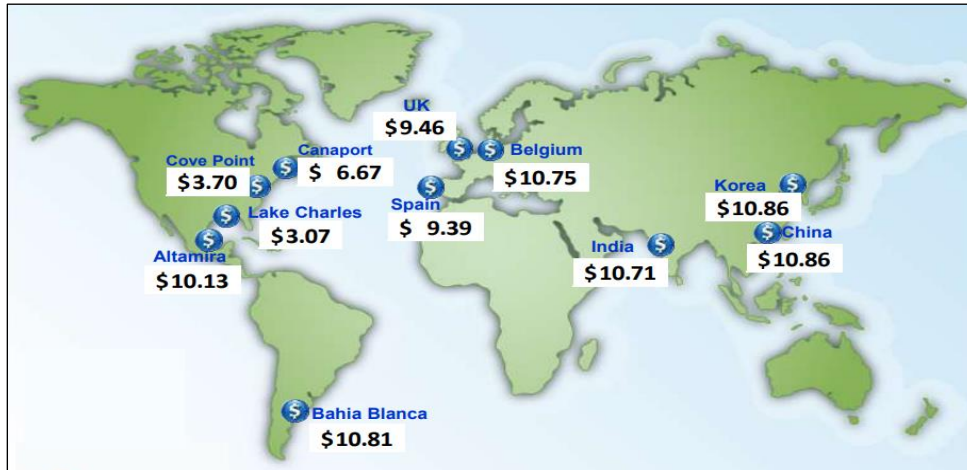 UK
$9.46
Canaport
$ 6.67
Cove Point
$3.70
Belgium
$10.75
Spain
$ 9.39
Lake Charles
$3.07
Altamira
$10.13
Korea
$10.86
China
$10.86
India
$10.71
Bahia Blanca
$10.81